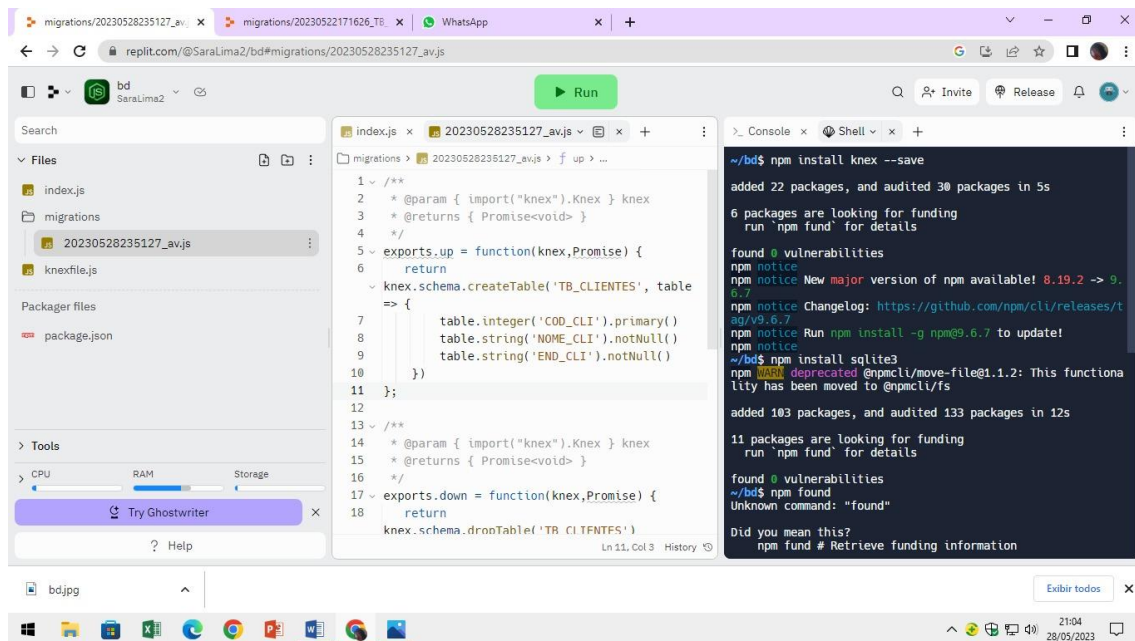 migrations/20230528235127_av.j
migrations/20230522171626_TB_
WhatsApp
replit.com/@SaraLima2/bd#migrations/20230528235127_av.js
bd
SaraLima2
Run
Invite
Release
Search
Files
index.js
migrations
20230528235127_av.js
knexfile.js
Packager files
package.json
Tools
CPU RAM Storage
Try Ghostwriter
? Help
index.js
20230528235127_av.js
migrations > 20230528235127_av.js > f up > ...
1 /**
2 * @param { import("knex").Knex } knex
3 * @returns { Promise<void> }
4 */
5 exports.up = function(knex,Promise) {
6 return
knex.schema.createTable('TB_CLIENTES', table
=> {
7 table.integer('COD_CLI').primary()
8 table.string('NOME_CLI').notNull()
9 table.string('END_CLI').notNull()
10 })
11 };
12
13 /**
14 * @param { import("knex").Knex } knex
15 * @returns { Promise<void> }
16 */
17 exports.down = function(knex,Promise) {
18 return
knex.schema.dropTable('TB_CLIENTES')
Ln 11, Col 3 History
>_ Console
Shell
~/bd$ npm install knex --save
added 22 packages, and audited 30 packages in 5s
6 packages are looking for funding
run `npm fund` for details
found 0 vulnerabilities
npm notice
npm notice New major version of npm available! 8.19.2 -> 9.
6.7
npm notice Changelog: https://github.com/npm/cli/releases/t
ag/v9.6.7
npm notice Run npm install -g npm@9.6.7 to update!
npm notice
~/bd$ npm install sqlite3
npm WARN deprecated @npmcli/move-file@1.1.2: This functiona
lity has been moved to @npmcli/fs
added 103 packages, and audited 133 packages in 12s
11 packages are looking for funding
run `npm fund` for details
found 0 vulnerabilities
~/bd$ npm found
Unknown command: "found"
Did you mean this?
npm fund # Retrieve funding information
bd.jpg
Exibir todos
21:04
28/05/2023